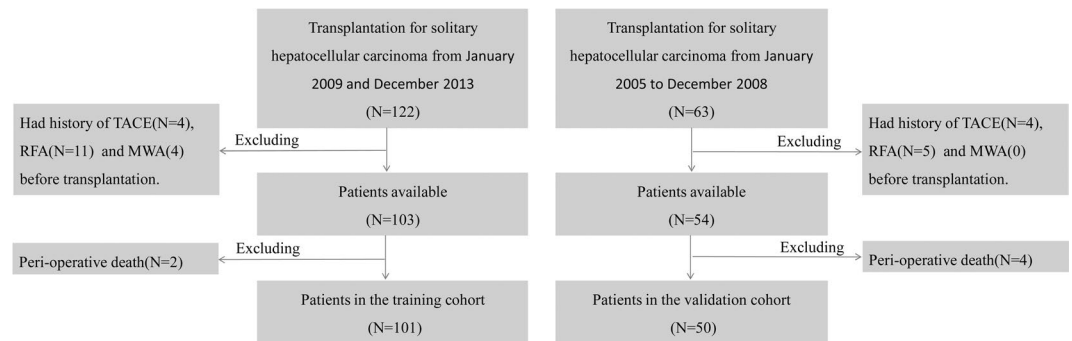 Transplantation for solitary
hepatocellular carcinoma from January
2009 and December 2013
(N=122)
Had history of TACE(N=4),
RFA(N=11) and MWA(4)
before transplantation.
Excluding
Patients available
(N=103)
Peri-operative death(N=2)
Excluding
Patients in the training cohort
(N=101)
Transplantation for solitary
hepatocellular carcinoma from January
2005 to December 2008
(N=63)
Excluding
Had history of TACE(N=4),
RFA(N=5) and MWA(0)
before transplantation.
Patients available
(N=54)
Excluding
Peri-operative death(N=4)
Patients in the validation cohort
(N=50)